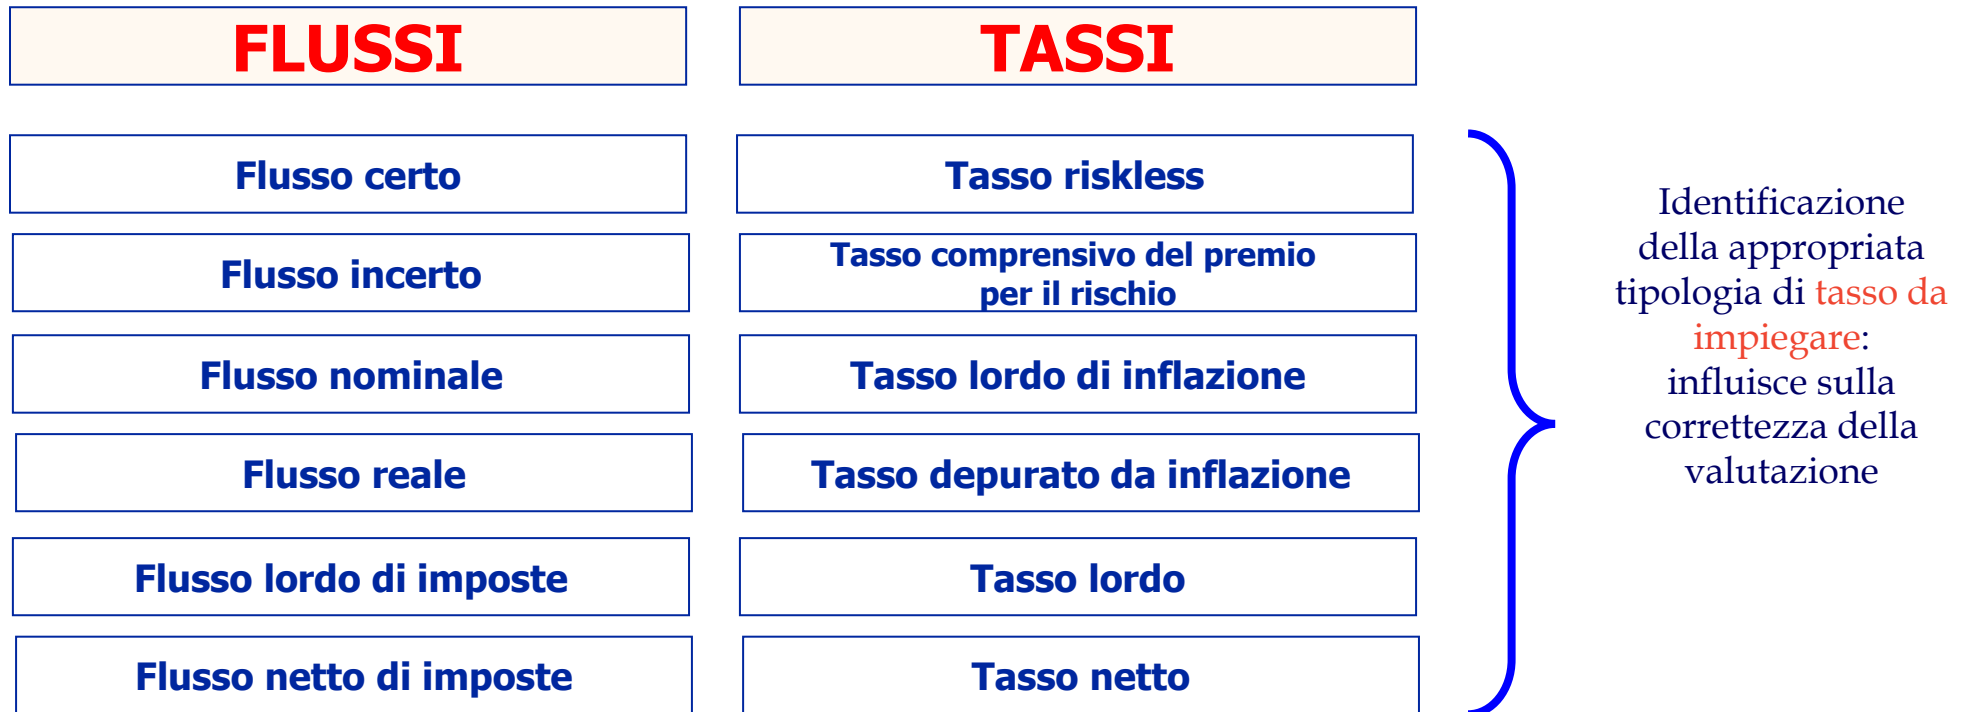 FLUSSI
TASSI
Flusso certo
Tasso riskless
Flusso incerto
Tasso comprensivo del premio
per il rischio
Flusso nominale
Tasso lordo di inflazione
Flusso reale
Tasso depurato da inflazione
Flusso lordo di imposte
Tasso lordo
Flusso netto di imposte
Tasso netto
Identificazione
della appropriata
tipologia di tasso da
impiegare:
influisce sulla
correttezza della
valutazione